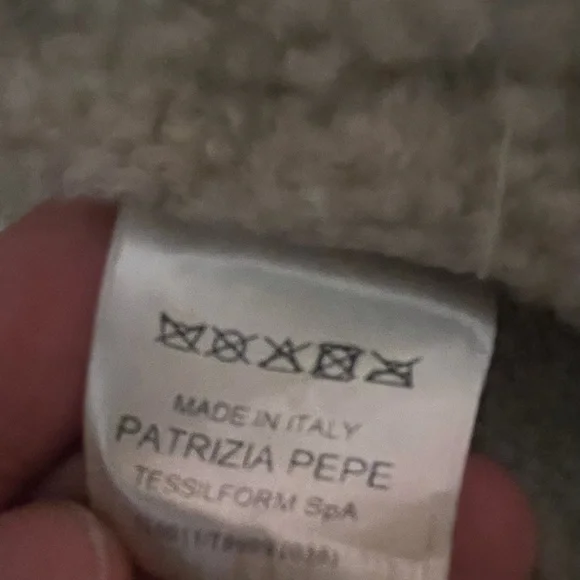 MADE IN ITALY
PATRIZIA PEPE
TESSILFORM SpA